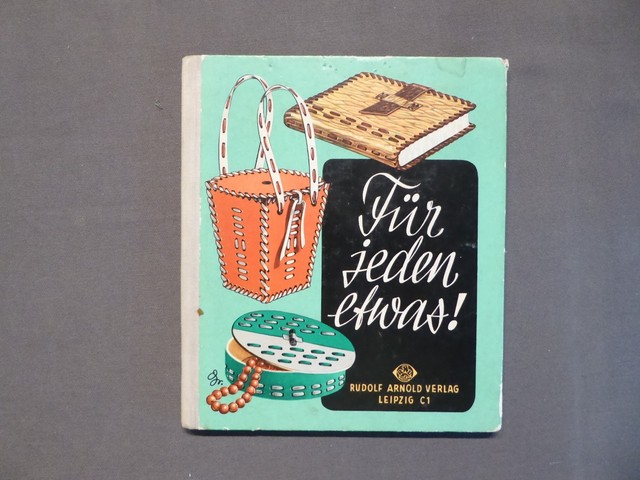 Für
jeden
etwas!
RUDOLF ARNOLD VERLAG
LEIPZIG C1